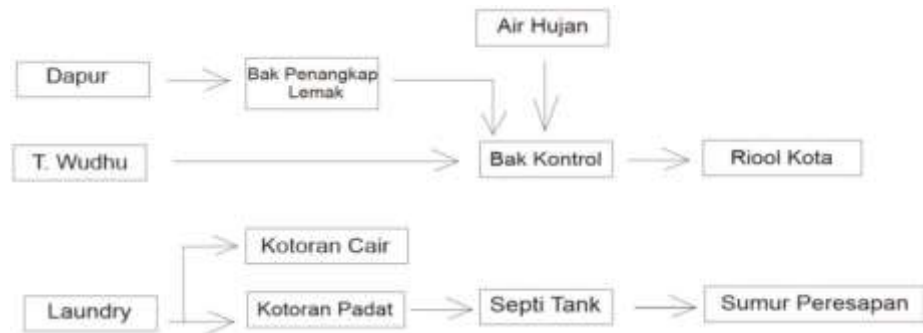 Air Hujan
Dapur
Bak Penangkap
Lemak
T. Wudhu
Bak Kontrol
Riool Kota
Kotoran Cair
Laundry
Kotoran Padat
Septi Tank
Sumur Peresapan